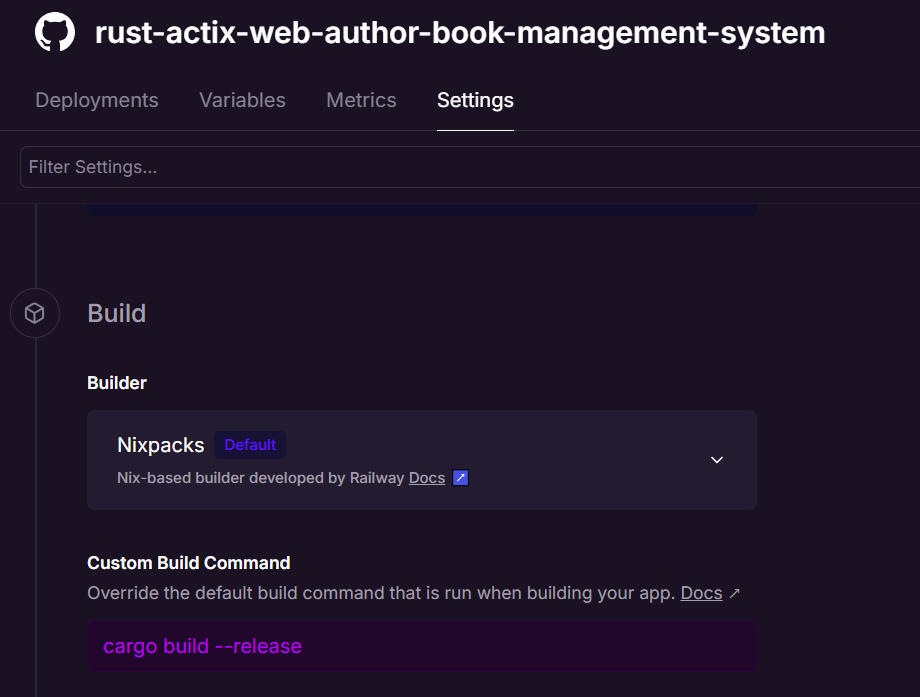 rust-actix-web-author-book-management-system
Deployments Variables Metrics Settings
Filter Settings...
Build
Builder
Nixpacks Default
Nix-based builder developed by Railway Docs ↗
Custom Build Command
Override the default build command that is run when building your app. Docs ↗
cargo build --release